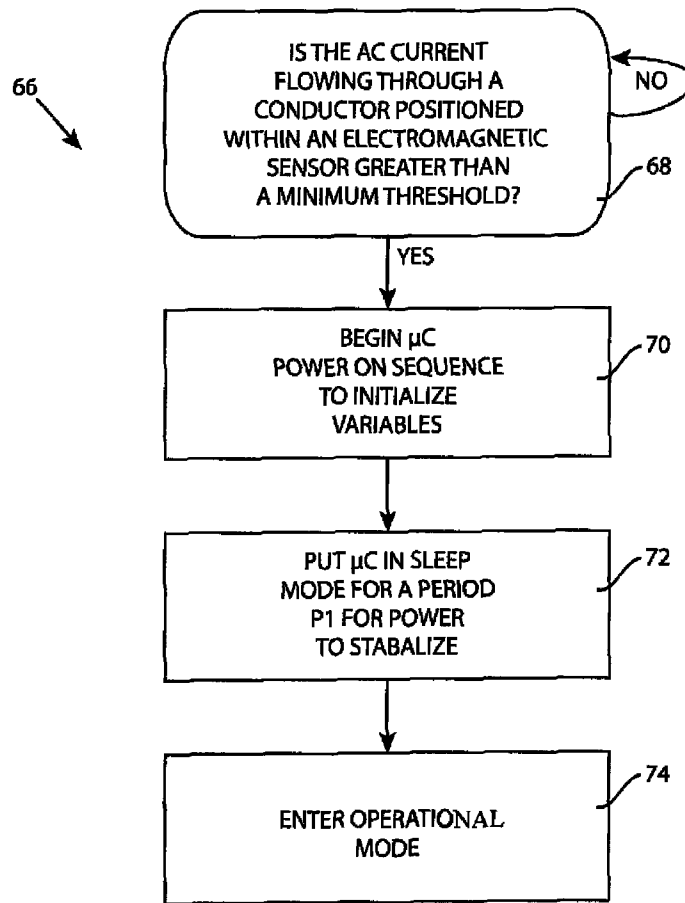 66
IS THE AC CURRENT
FLOWING THROUGH A
CONDUCTOR POSITIONED
WITHIN AN ELECTROMAGNETIC
SENSOR GREATER THAN
A MINIMUM THRESHOLD?
NO
68
YES
BEGIN µC
POWER ON SEQUENCE
TO INITIALIZE
VARIABLES
70
PUT µC IN SLEEP
MODE FOR A PERIOD
P1 FOR POWER
TO STABALIZE
72
ENTER OPERATIONAL
MODE
74